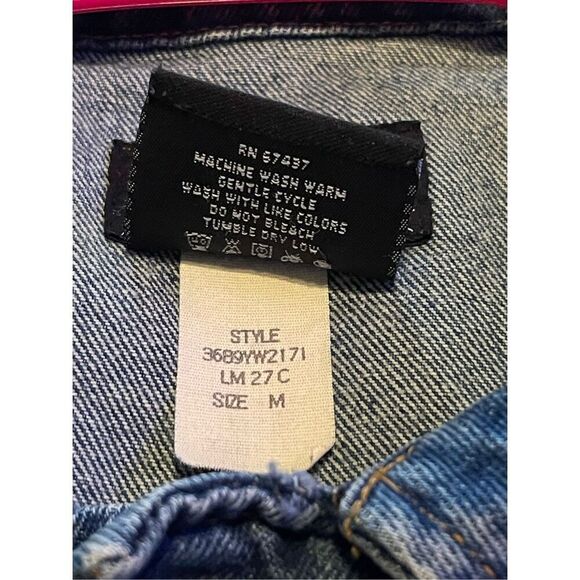 RN 67437
MACHINE WASH WARM
GENTLE CYCLE
WASH WITH LIKE COLORS
DO NOT BLEACH
TUMBLE DRY LOW
STYLE
3689YW2171
LM 27 C
SIZE M